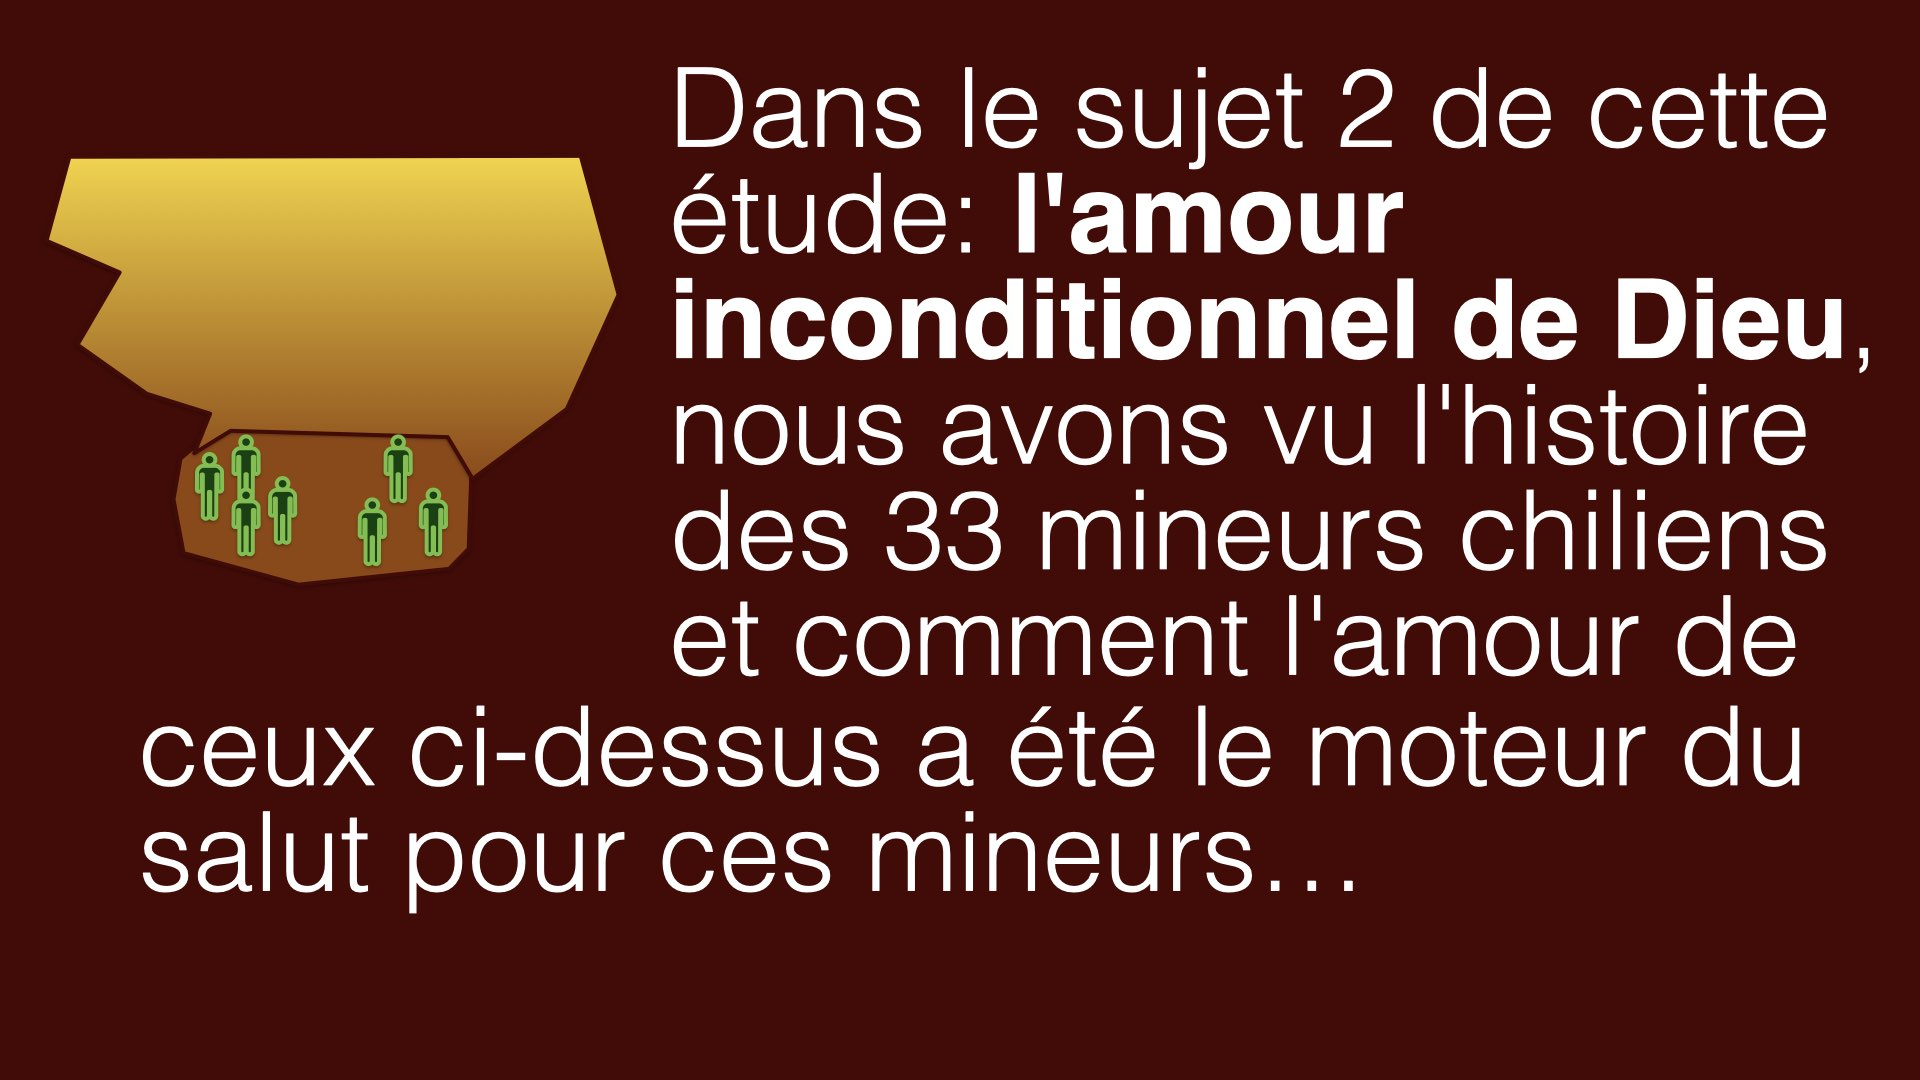 Dans le sujet 2 de cette
étude: l'amour
inconditionnel de Dieu,
nous avons vu l'histoire
des 33 mineurs chiliens
et comment l'amour de
ceux ci-dessus a été le moteur du
salut pour ces mineurs…